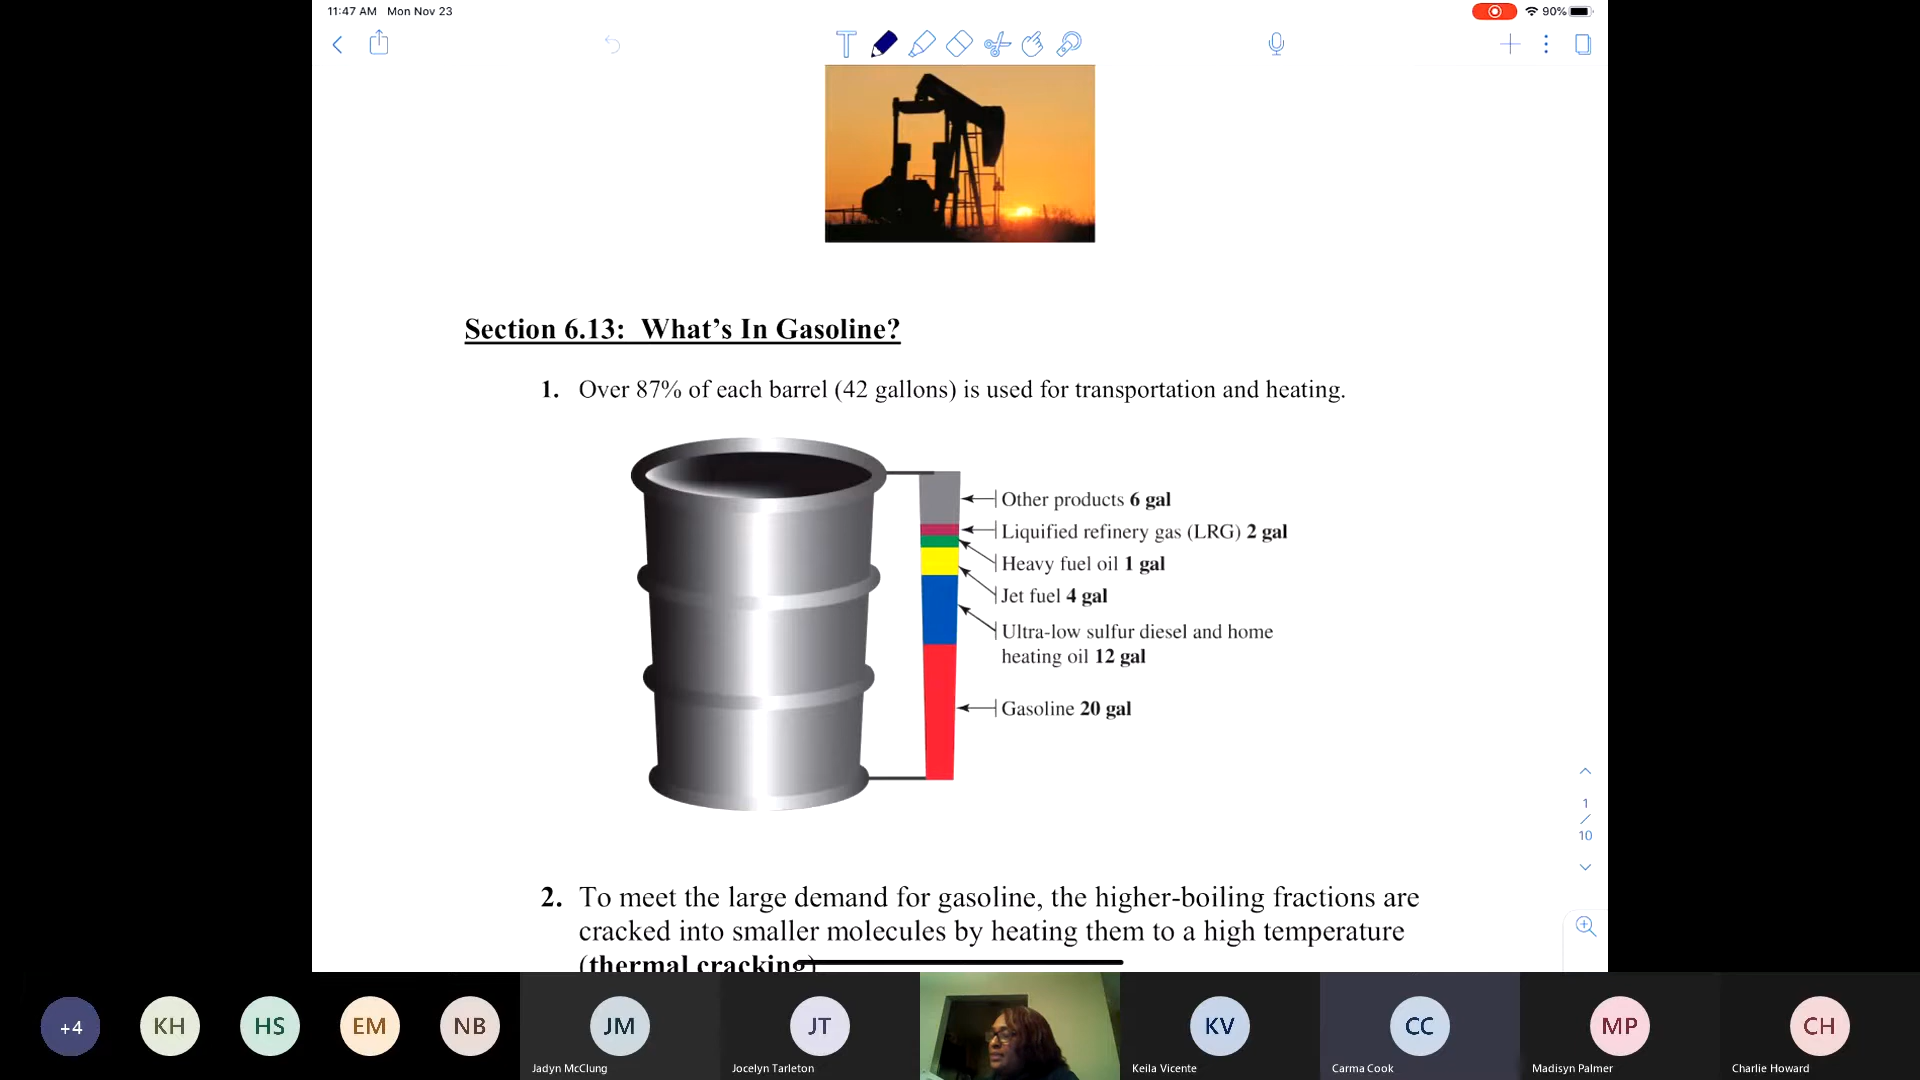 11:47 AM Mon Nov 23
90%
T
Section 6.13: What's In Gasoline?
1. Over 87% of each barrel (42 gallons) is used for transportation and heating.
Other products 6 gal
Liquified refinery gas (LRG) 2 gal
Heavy fuel oil 1 gal
Jet fuel 4 gal
Ultra-low sulfur diesel and home
heating oil 12 gal
Gasoline 20 gal
1
/
10
2. To meet the large demand for gasoline, the higher-boiling fractions are
cracked into smaller molecules by heating them to a high temperature
(thermal cracking)
+4
KH
HS
EM
NB
JM
JT
KV
CC
MP
CH
Jadyn McClung
Jocelyn Tarleton
Keila Vicente
Carma Cook
Madisyn Palmer
Charlie Howard